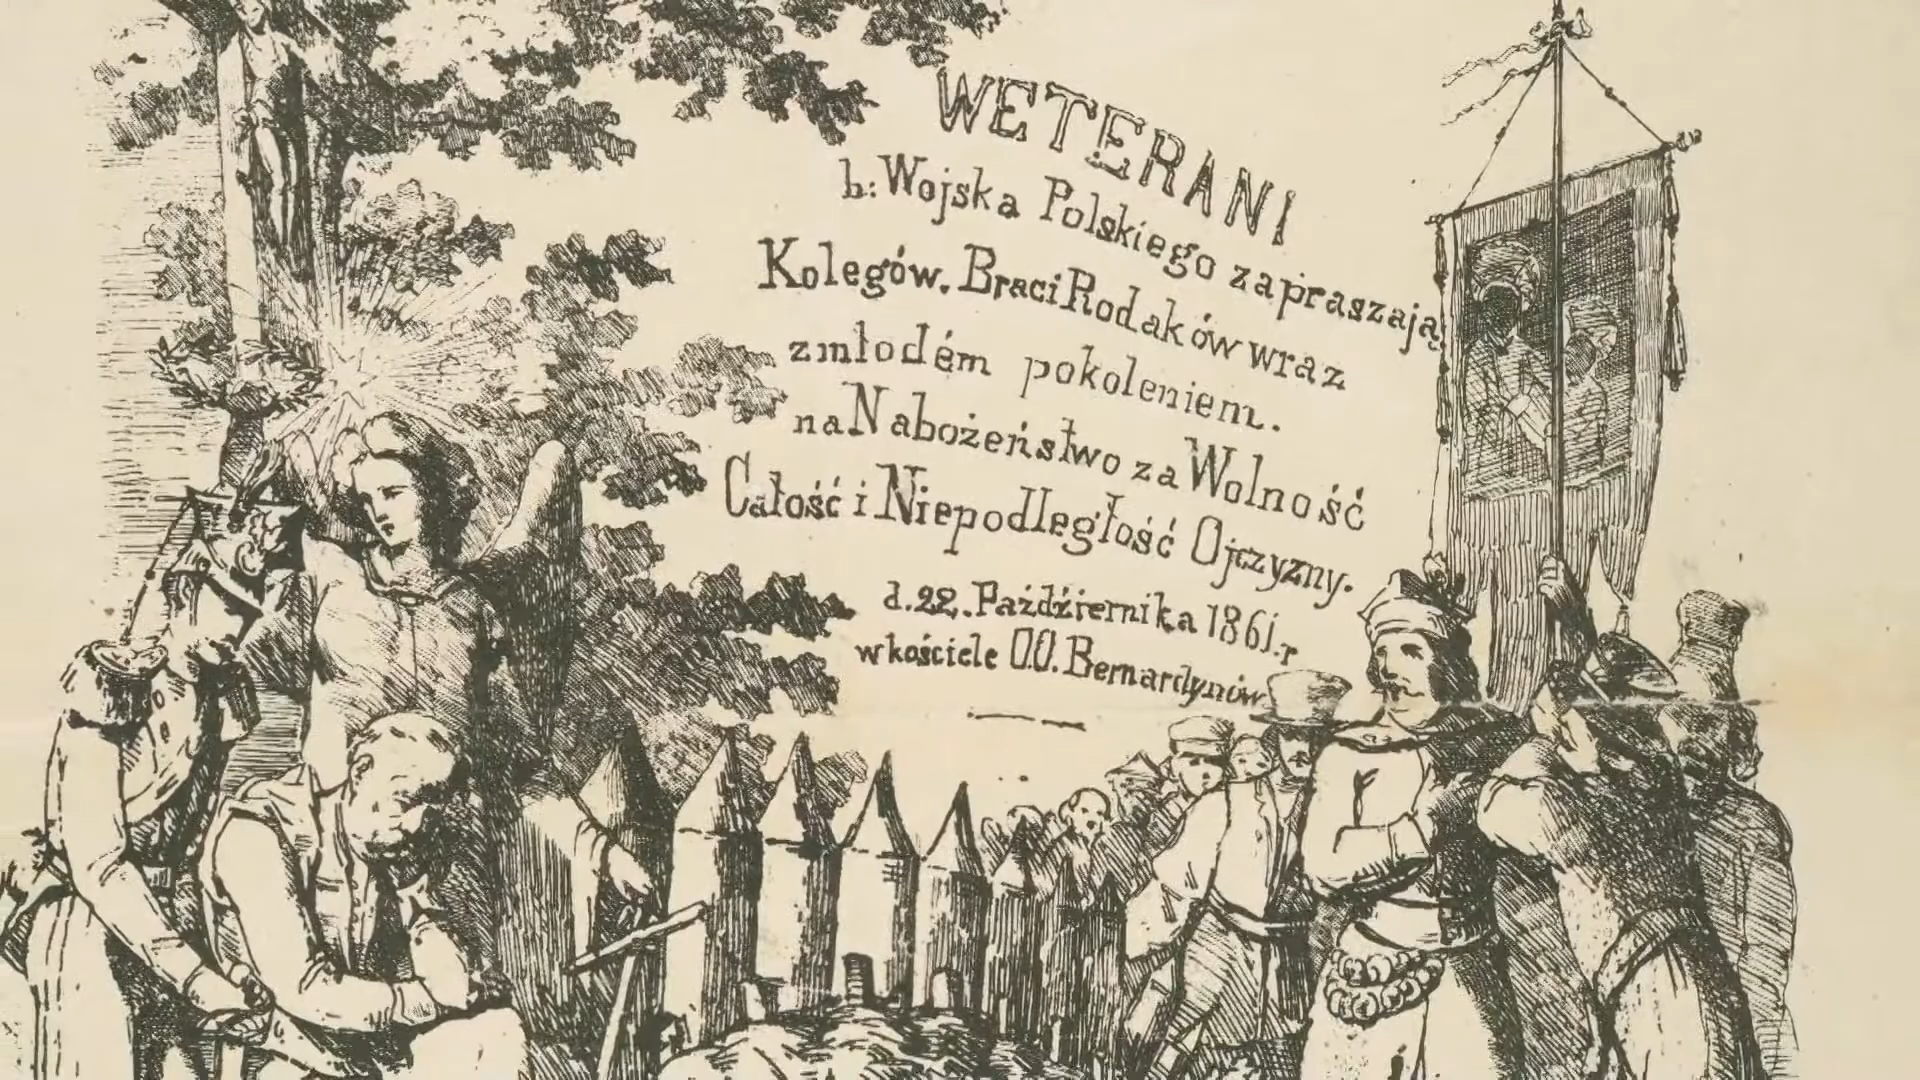 WETERANI
b: Wojska Polskiego zapraszają
Kolegów. Braci Rodaków wraz
z młodém pokoleniem.
na Nabożeństwo za Wolność
Całość i Niepodległość Ojczyzny.
d. 22. Paździiernika 1861.r
w kościele OO. Bernardynów